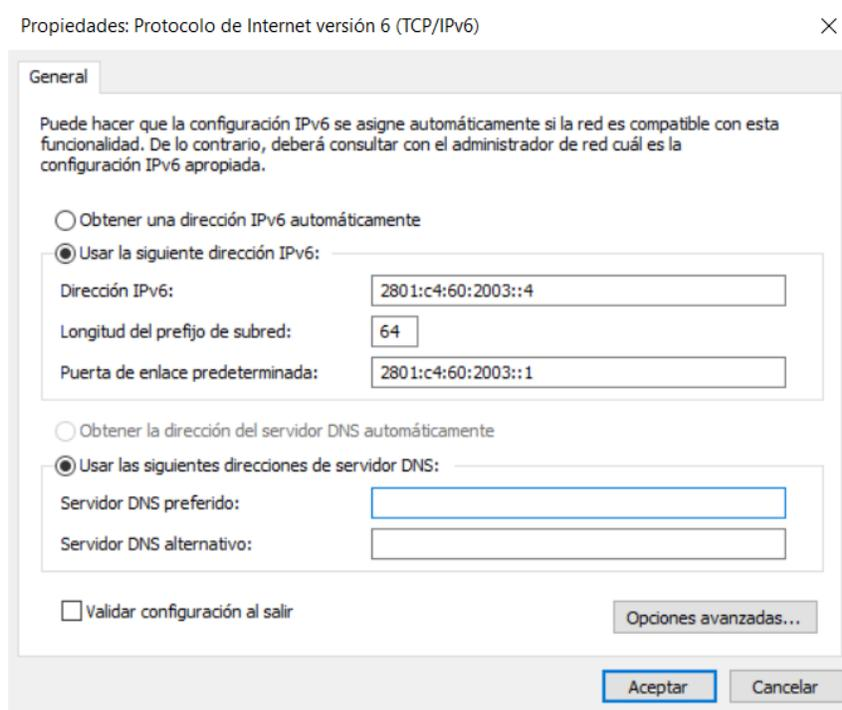 Propiedades: Protocolo de Internet versión 6 (TCP/IPv6)
General
Puede hacer que la configuración IPv6 se asigne automáticamente si la red es compatible con esta
funcionalidad. De lo contrario, deberá consultar con el administrador de red cuál es la
configuración IPv6 apropiada.
Obtener una dirección IPv6 automáticamente
Usar la siguiente dirección IPv6:
Dirección IPv6: 2801:c4:60:2003::4
Longitud del prefijo de subred: 64
Puerta de enlace predeterminada: 2801:c4:60:2003::1
Obtener la dirección del servidor DNS automáticamente
Usar las siguientes direcciones de servidor DNS:
Servidor DNS preferido:
Servidor DNS alternativo:
Validar configuración al salir
Opciones avanzadas...
Aceptar Cancelar